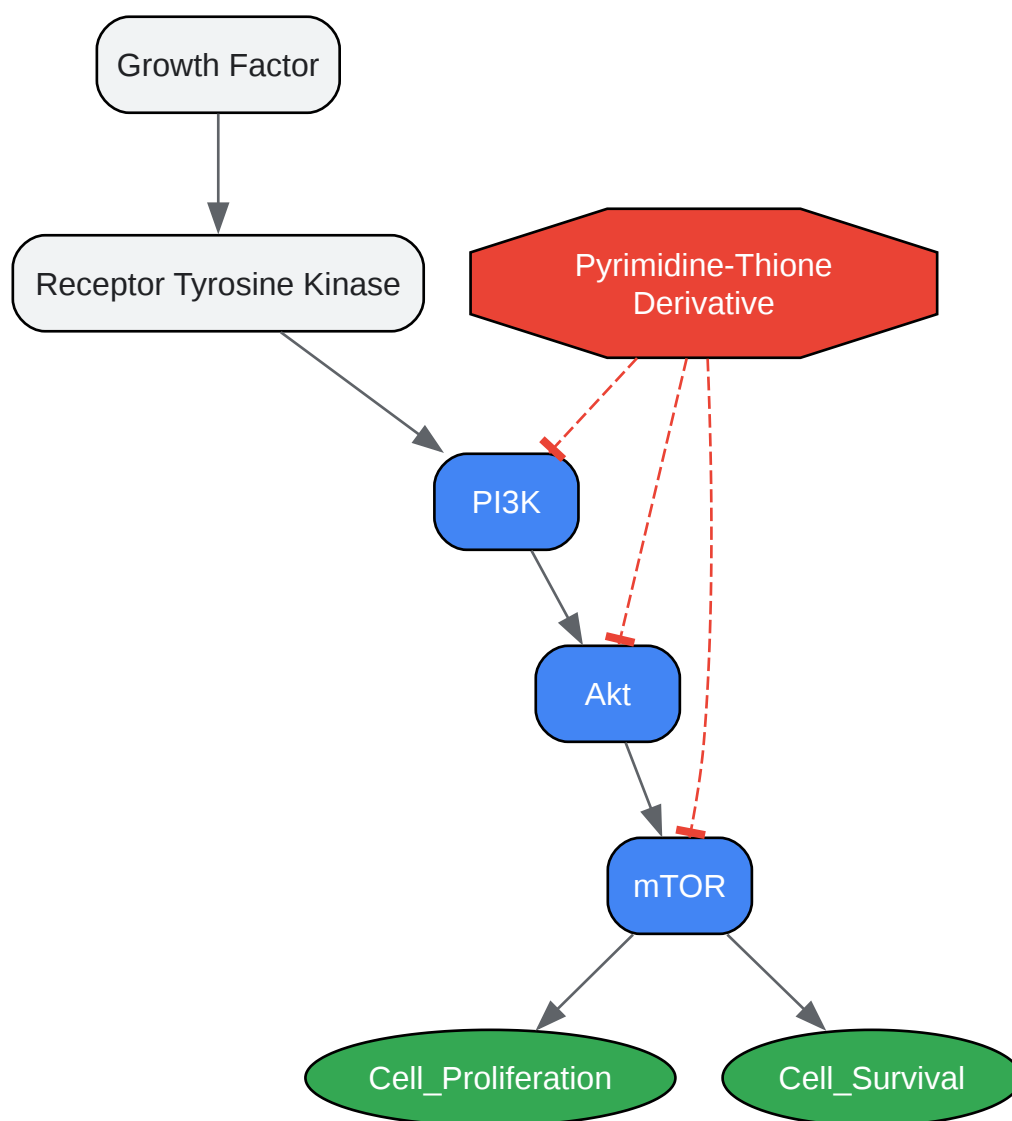 Growth Factor
Receptor Tyrosine Kinase
Pyrimidine-Thione
Derivative
PI3K
Akt
mTOR
Cell_Proliferation
Cell_Survival